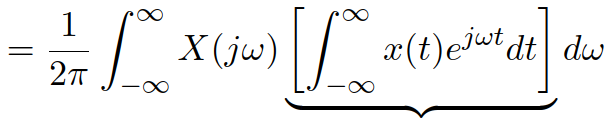 = \frac{1}{2\pi} \int_{-\infty}^{\infty} X(j\omega) \underbrace{\left[ \int_{-\infty}^{\infty} x(t) e^{j\omega t} dt \right]} d\omega